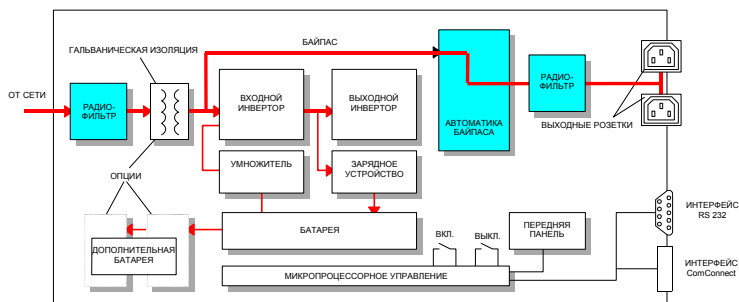 ГАЛЬВАНИЧЕСКАЯ ИЗОЛЯЦИЯ
БАЙПАС
ОТ СЕТИ
РАДИО-
ФИЛЬТР
ВХОДНОЙ
ИНВЕРТОР
ВЫХОДНОЙ
ИНВЕРТОР
АВТОМАТИКА
БАЙПАСА
РАДИО-
ФИЛЬТР
ВЫХОДНЫЕ РОЗЕТКИ
ОПЦИИ
УМНОЖИТЕЛЬ
ЗАРЯДНОЕ
УСТРОЙСТВО
ИНТЕРФЕЙС
RS 232
БАТАРЕЯ
ВКЛ.
ВЫКЛ.
ПЕРЕДНЯЯ
ПАНЕЛЬ
ДОПОЛНИТЕЛЬНАЯ
БАТАРЕЯ
МИКРОПРОЦЕССОРНОЕ УПРАВЛЕНИЕ
ИНТЕРФЕЙС
ComConnect